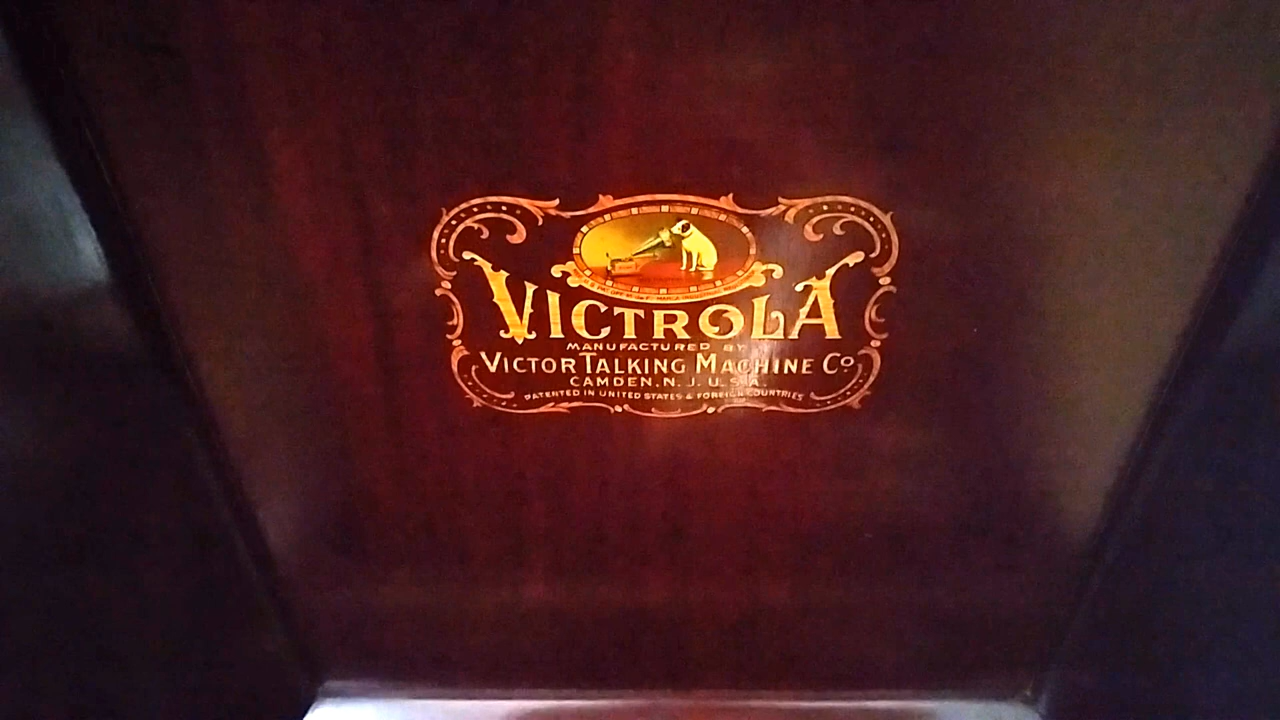 VICTROLA
MANUFACTURED BY
VICTOR TALKING MACHINE Co
CAMDEN. N. J. U. S. A.
PATENTED IN UNITED STATES & FOREIGN COUNTRIES